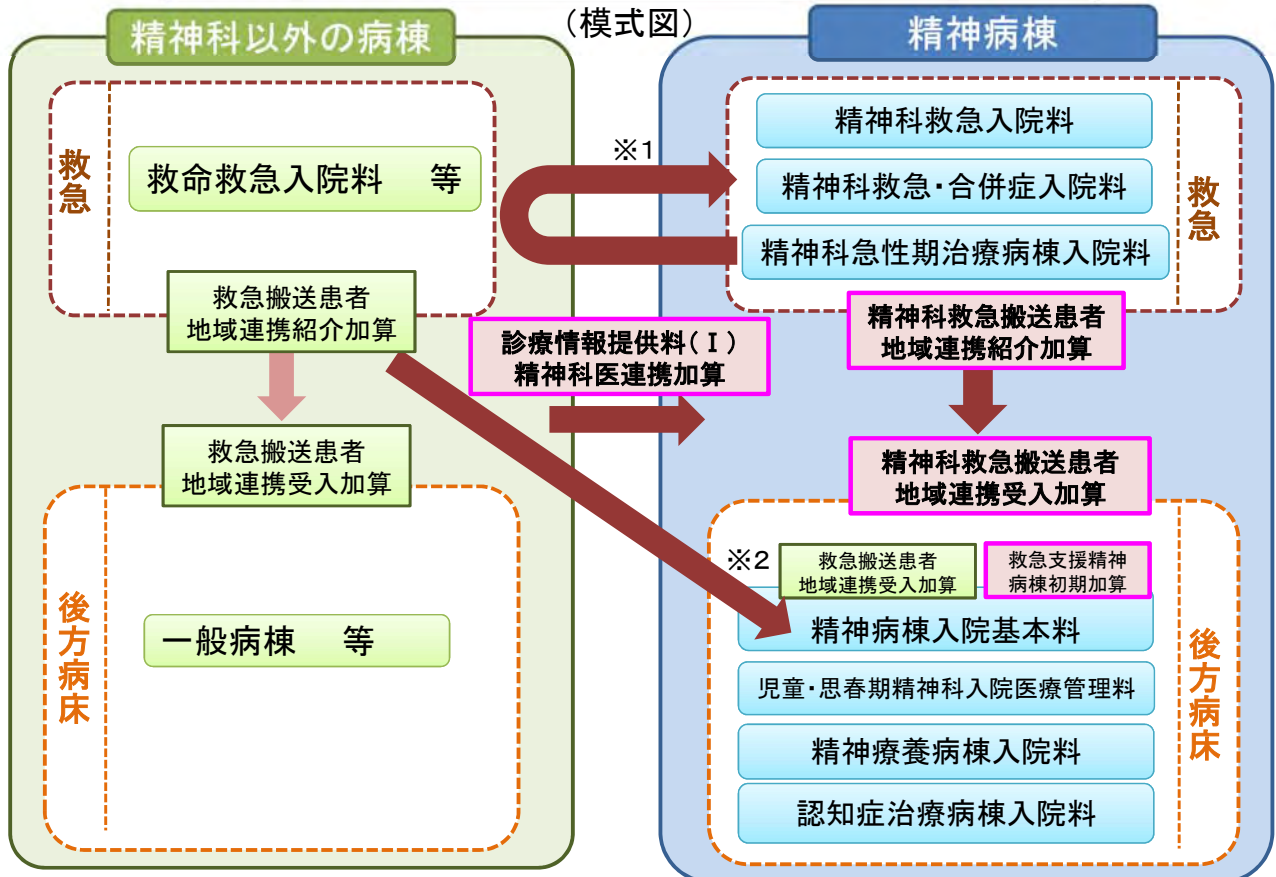 （模式図）
精神科以外の病棟
救急
救命救急入院料　等
救急搬送患者
地域連携紹介加算
救急搬送患者
地域連携受入加算
後方病床
一般病棟　等
※1
診療情報提供料(Ⅰ)
精神科医連携加算
精神病棟
精神科救急入院料
精神科救急・合併症入院料
精神科急性期治療病棟入院料
救急
精神科救急搬送患者
地域連携紹介加算
精神科救急搬送患者
地域連携受入加算
※2
救急搬送患者
地域連携受入加算
救急支援精神
病棟初期加算
精神病棟入院基本料
児童・思春期精神科入院医療管理料
精神療養病棟入院料
認知症治療病棟入院料
後方病床